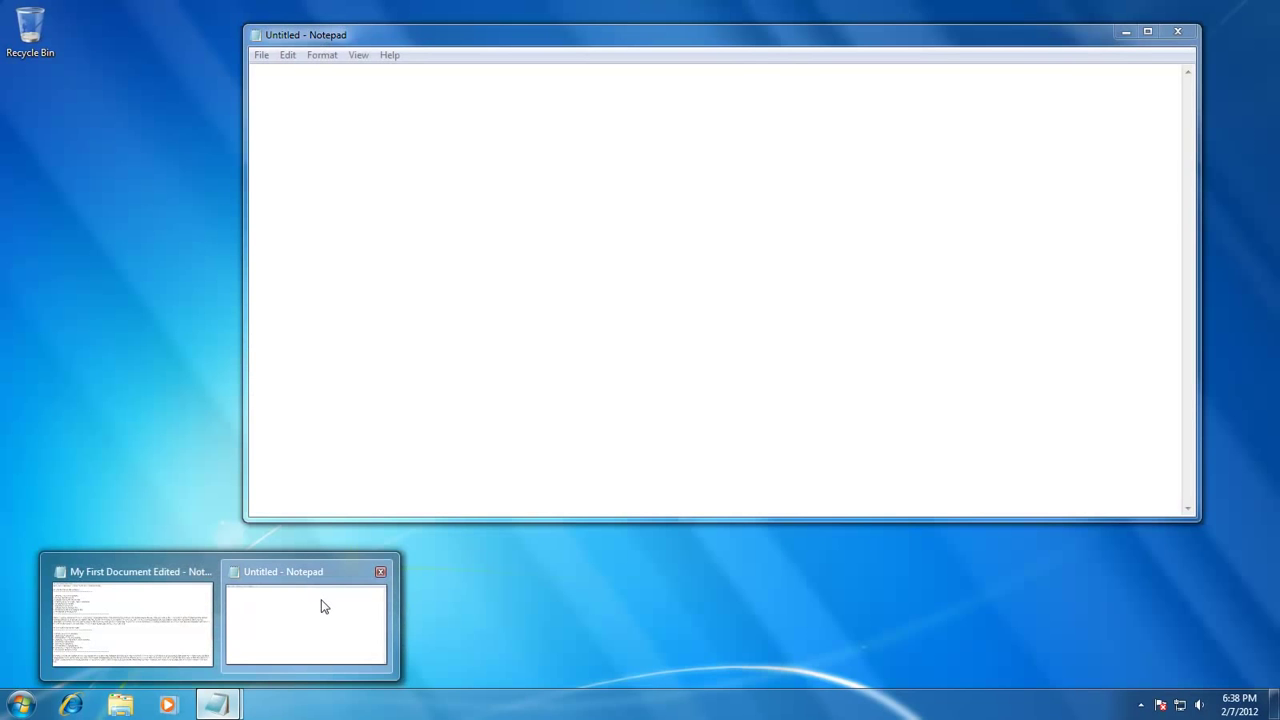 Recycle Bin
Untitled - Notepad
File Edit Format View Help
My First Document Edited - Not...
Untitled - Notepad
6:38 PM
2/7/2012